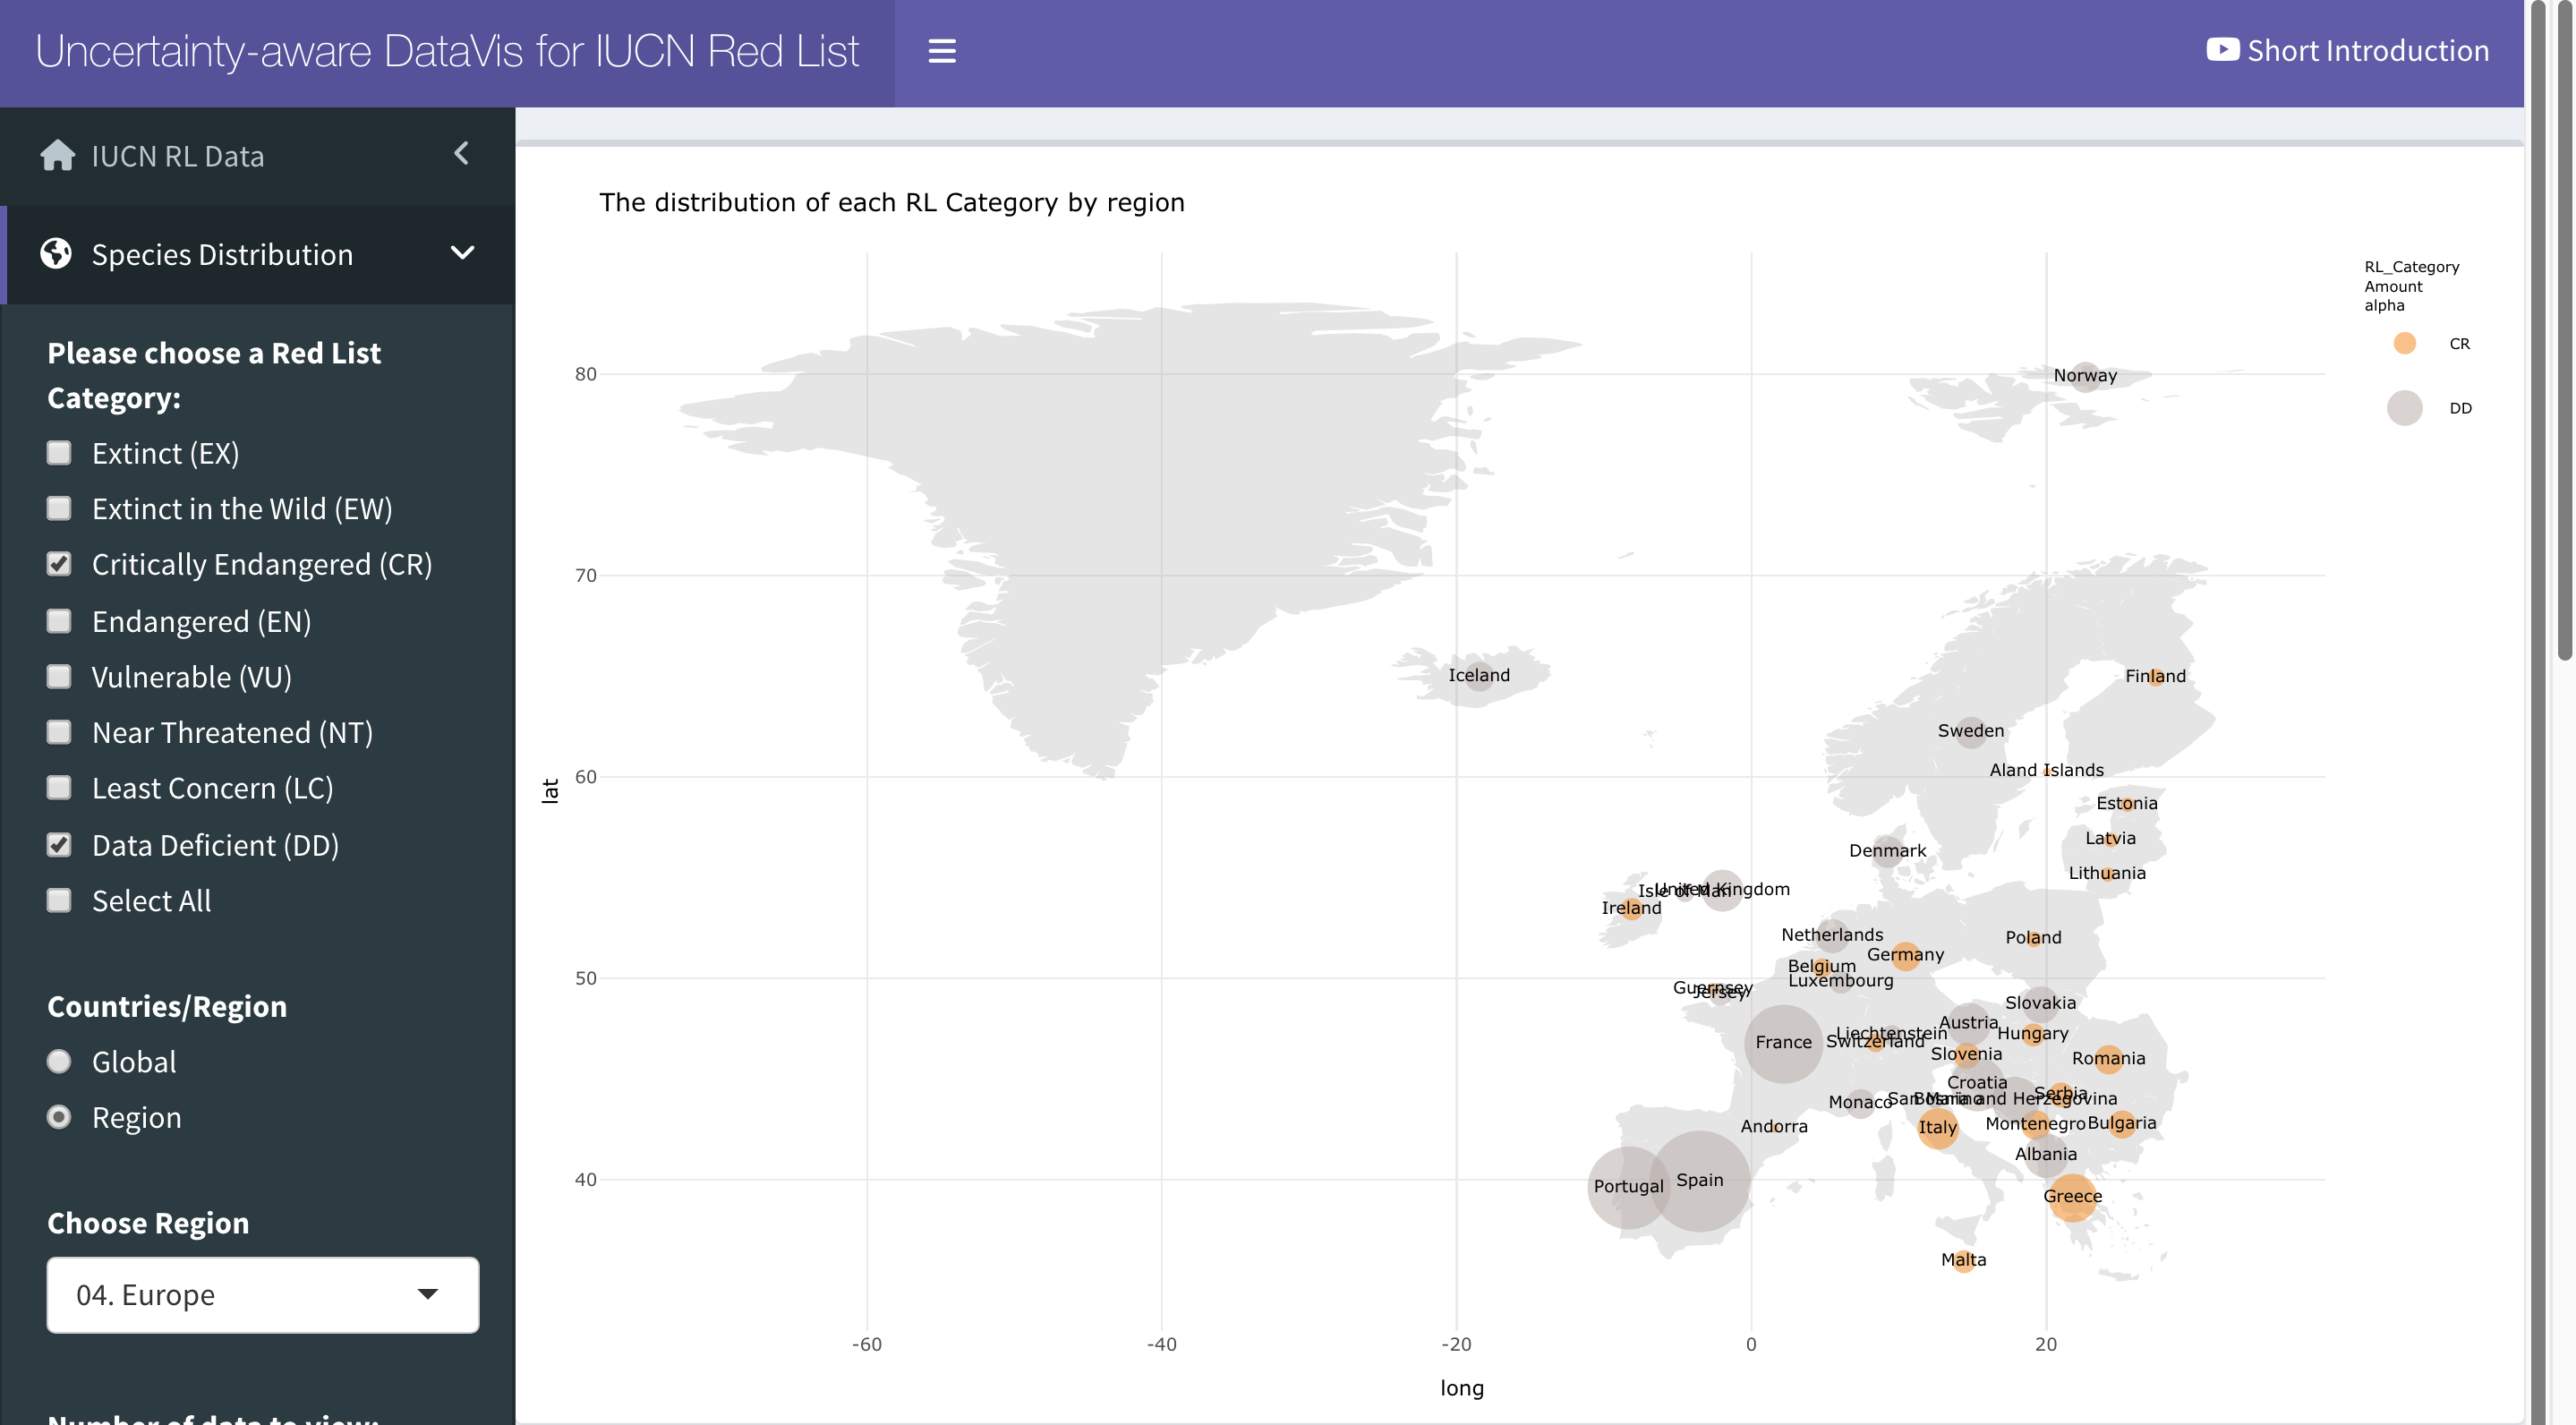 Uncertainty-aware DataVis for IUCN Red List
Short Introduction
IUCN RL Data
Species Distribution
Please choose a Red List
Category:
Extinct (EX)
Extinct in the Wild (EW)
Critically Endangered (CR)
Endangered (EN)
Vulnerable (VU)
Near Threatened (NT)
Least Concern (LC)
Data Deficient (DD)
Select All
Countries/Region
Global
Region
Choose Region
04. Europe
Number of data to view:
The distribution of each RL Category by region
RL_Category
Amount
alpha
CR
DD
80
70
60
50
40
lat
-60
-40
-20
0
20
long
Norway
Iceland
Finland
Sweden
Aland Islands
Estonia
Latvia
Denmark
Lithuania
Isle of Man
United Kingdom
Ireland
Netherlands
Poland
Germany
Belgium
Luxembourg
Guernsey
Jersey
Slovakia
Austria
Liechtenstein
Hungary
France
Switzerland
Slovenia
Romania
Croatia
Serbia
San Marino
Bosnia and Herzegovina
Monaco
Andorra
Italy
Montenegro
Bulgaria
Albania
Portugal
Spain
Greece
Malta